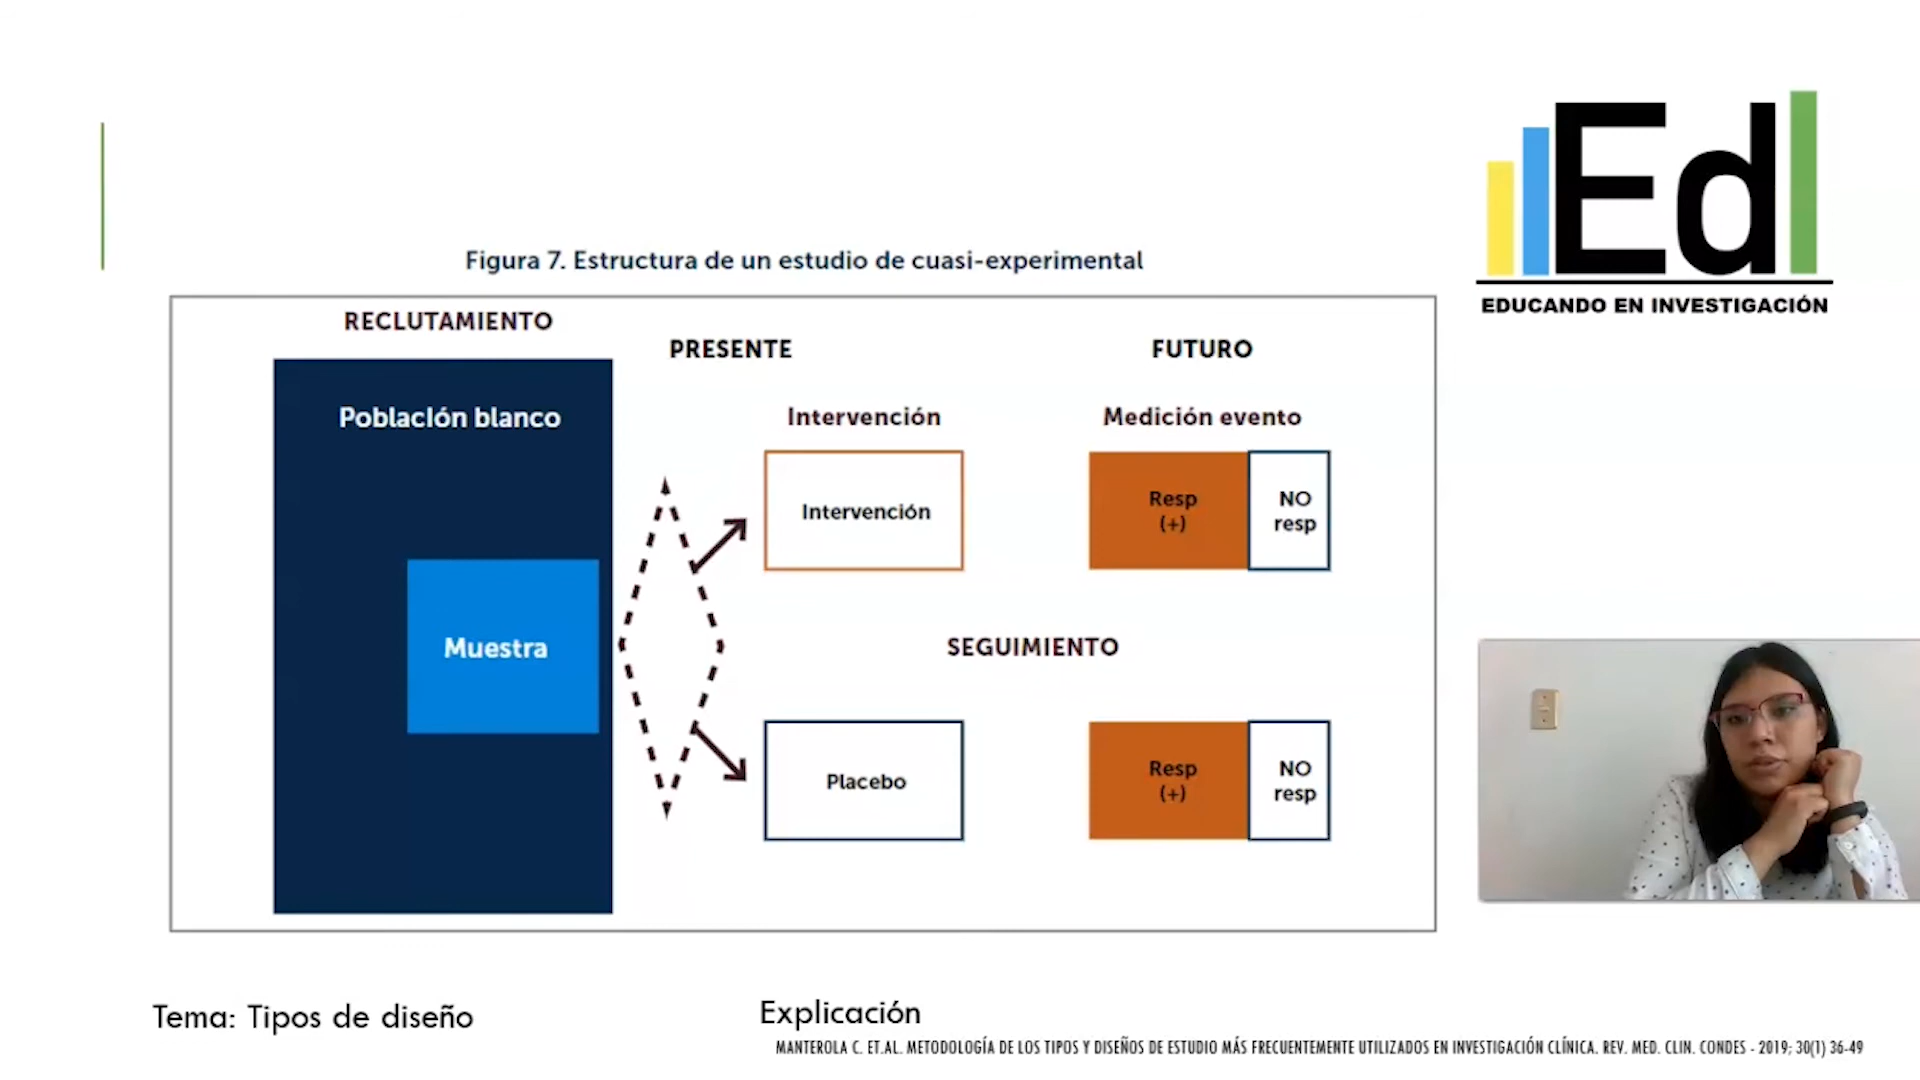 EdI
EDUCANDO EN INVESTIGACIÓN
Figura 7. Estructura de un estudio de cuasi-experimental
RECLUTAMIENTO
PRESENTE
FUTURO
Población blanco
Intervención
Medición evento
Intervención
Resp
(+)
NO
resp
Muestra
SEGUIMIENTO
Placebo
Resp
(+)
NO
resp
Tema: Tipos de diseño
Explicación
MANTEROLA C. ET.AL. METODOLOGÍA DE LOS TIPOS Y DISEÑOS DE ESTUDIO MÁS FRECUENTEMENTE UTILIZADOS EN INVESTIGACIÓN CLÍNICA. REV. MED. CLIN. CONDES - 2019; 30(1) 36-49